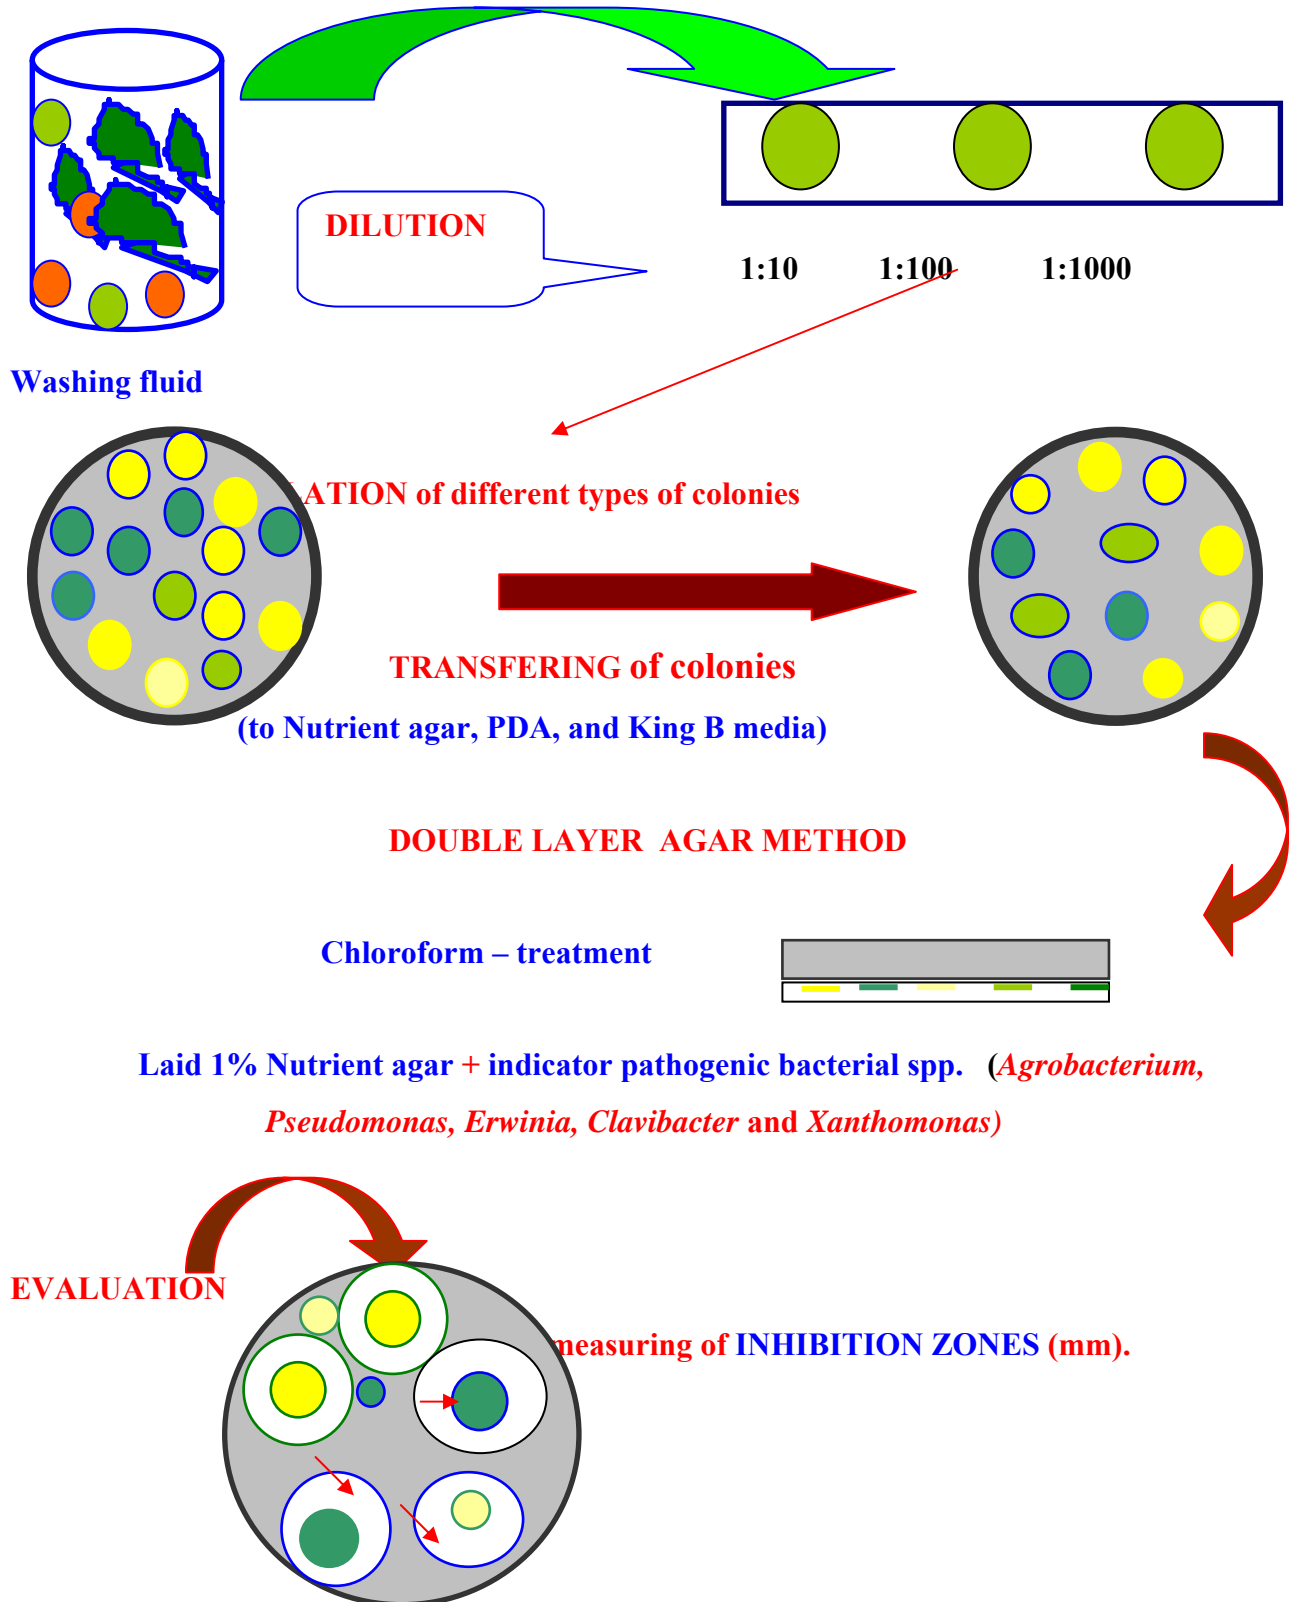 DILUTION
1:10 1:100 1:1000
Washing fluid
LATION of different types of colonies
TRANSFERING of colonies
(to Nutrient agar, PDA, and King B media)
DOUBLE LAYER AGAR METHOD
Chloroform – treatment
Laid 1% Nutrient agar + indicator pathogenic bacterial spp. (Agrobacterium,
Pseudomonas, Erwinia, Clavibacter and Xanthomonas)
EVALUATION
measuring of INHIBITION ZONES (mm).